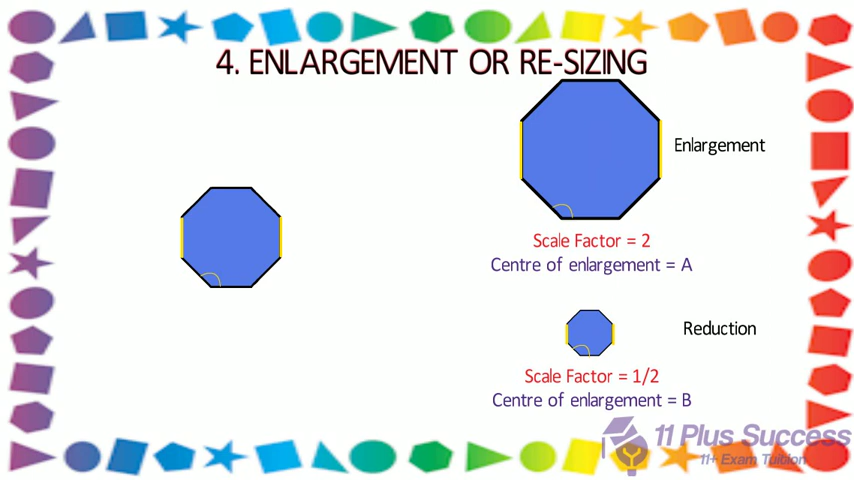 4. ENLARGEMENT OR RE-SIZING
Enlargement
Scale Factor = 2
Centre of enlargement = A
Reduction
Scale Factor = 1/2
Centre of enlargement = B
11 Plus Success
11+ Exam Tuition